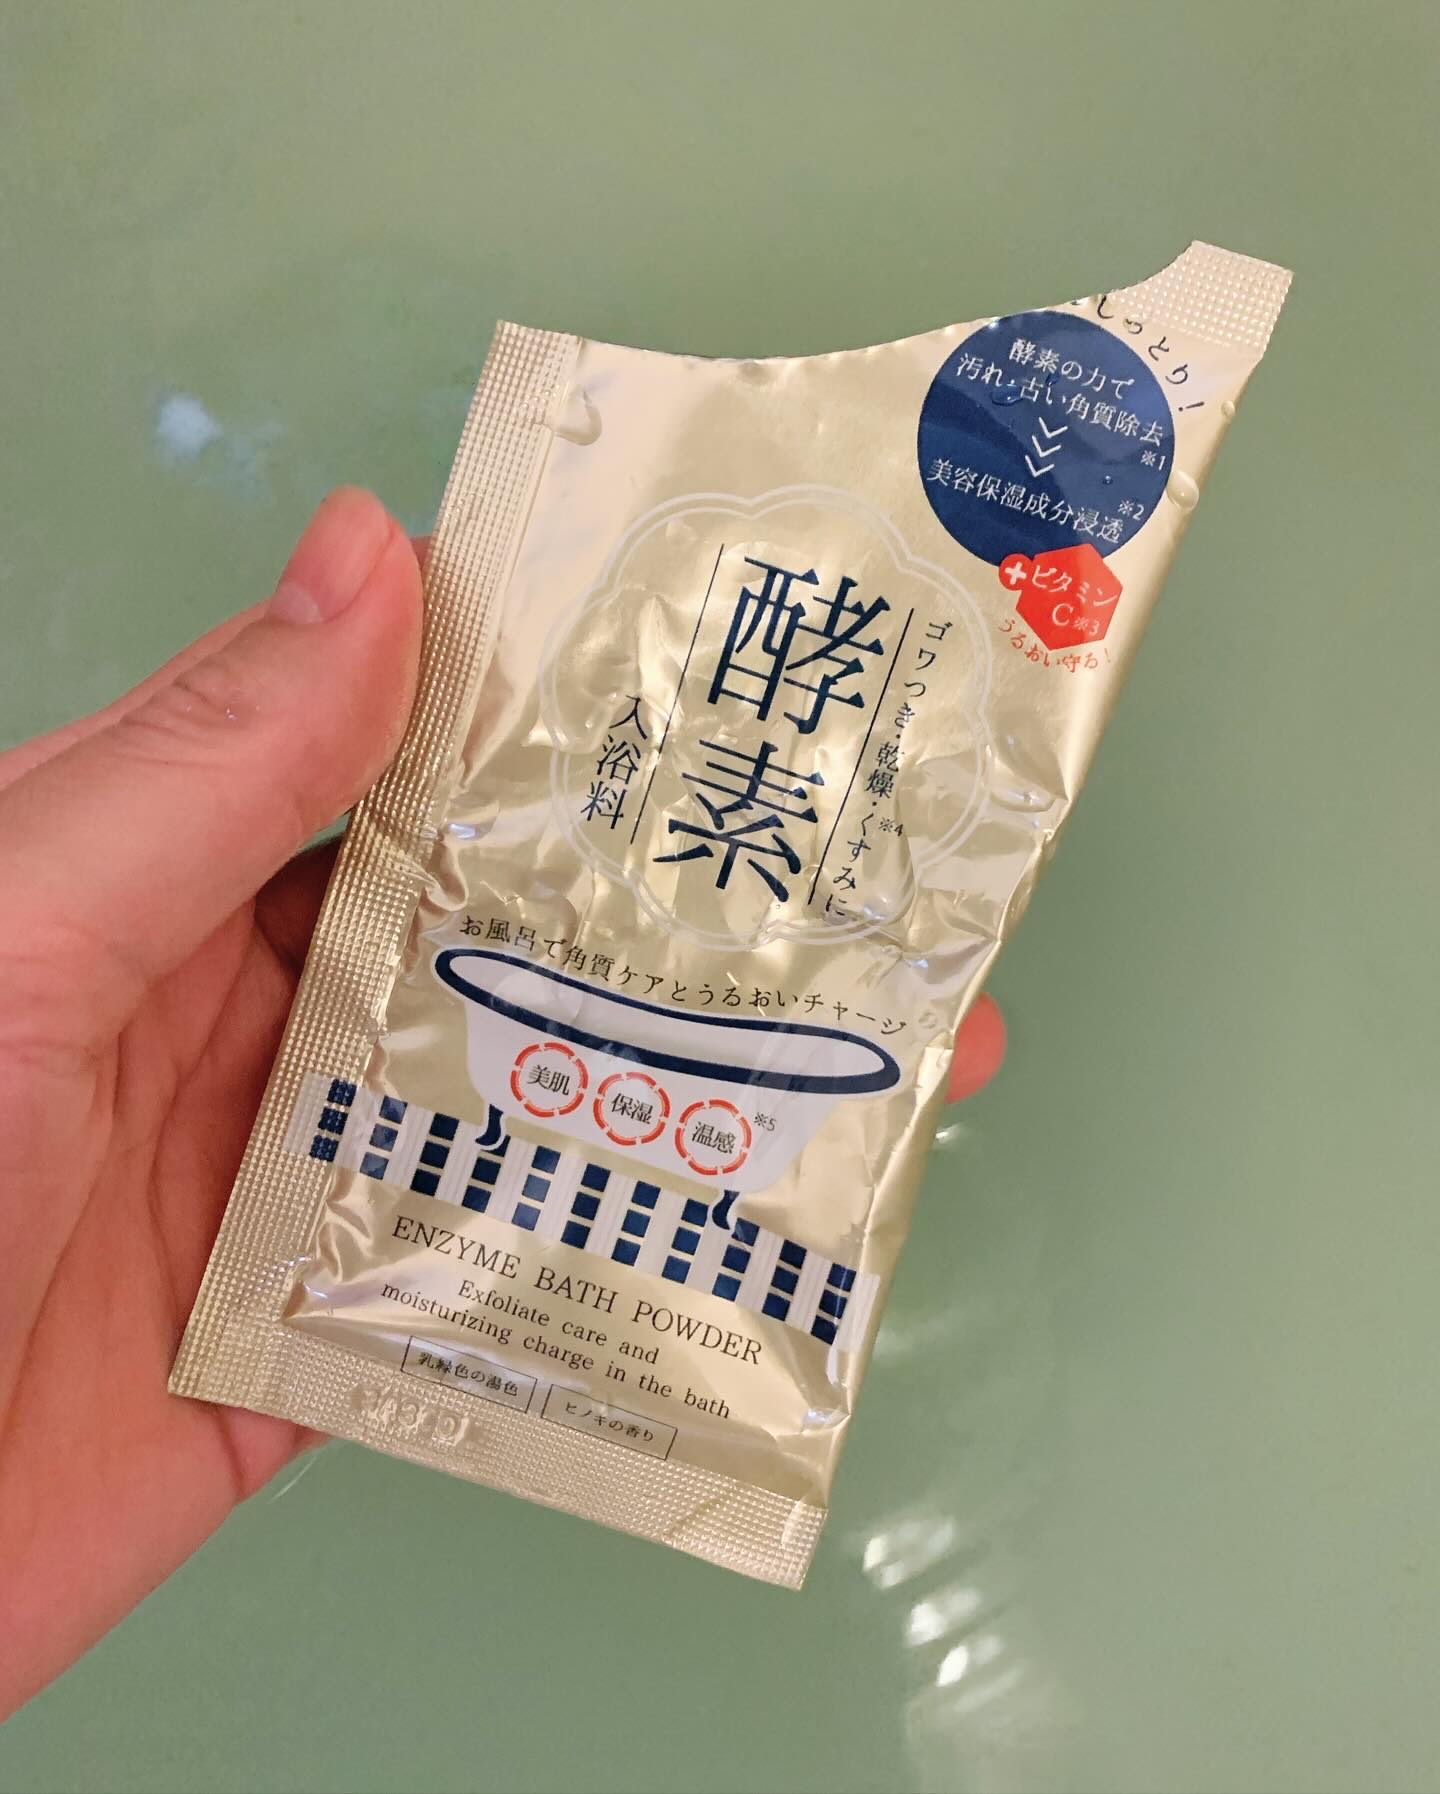 しっとり!
酵素の力で
汚れ・古い角質除去
※1
美容保湿成分浸透
※2
+ビタミン
C※3
うるおい守る!
ゴワつき・乾燥・くすみに
※4
酵素
入浴料
お風呂で角質ケアとうるおいチャージ
美肌
保湿
温感
※5
ENZYME BATH POWDER
Exfoliate care and
moisturizing charge in the bath
乳緑色の湯色
ヒノキの香り